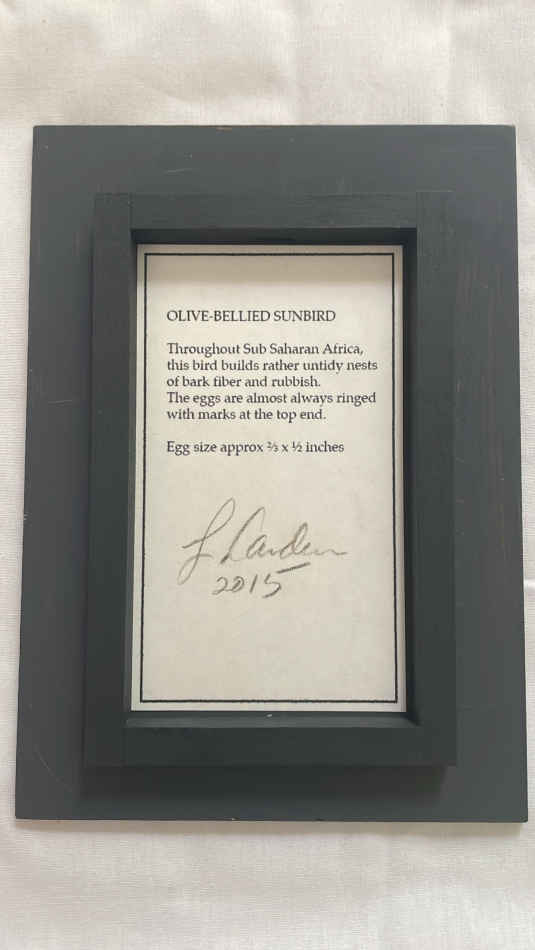 OLIVE-BELLIED SUNBIRD
Throughout Sub Saharan Africa,
this bird builds rather untidy nests
of bark fiber and rubbish.
The eggs are almost always ringed
with marks at the top end.
Egg size approx ⅔ x ½ inches
2015